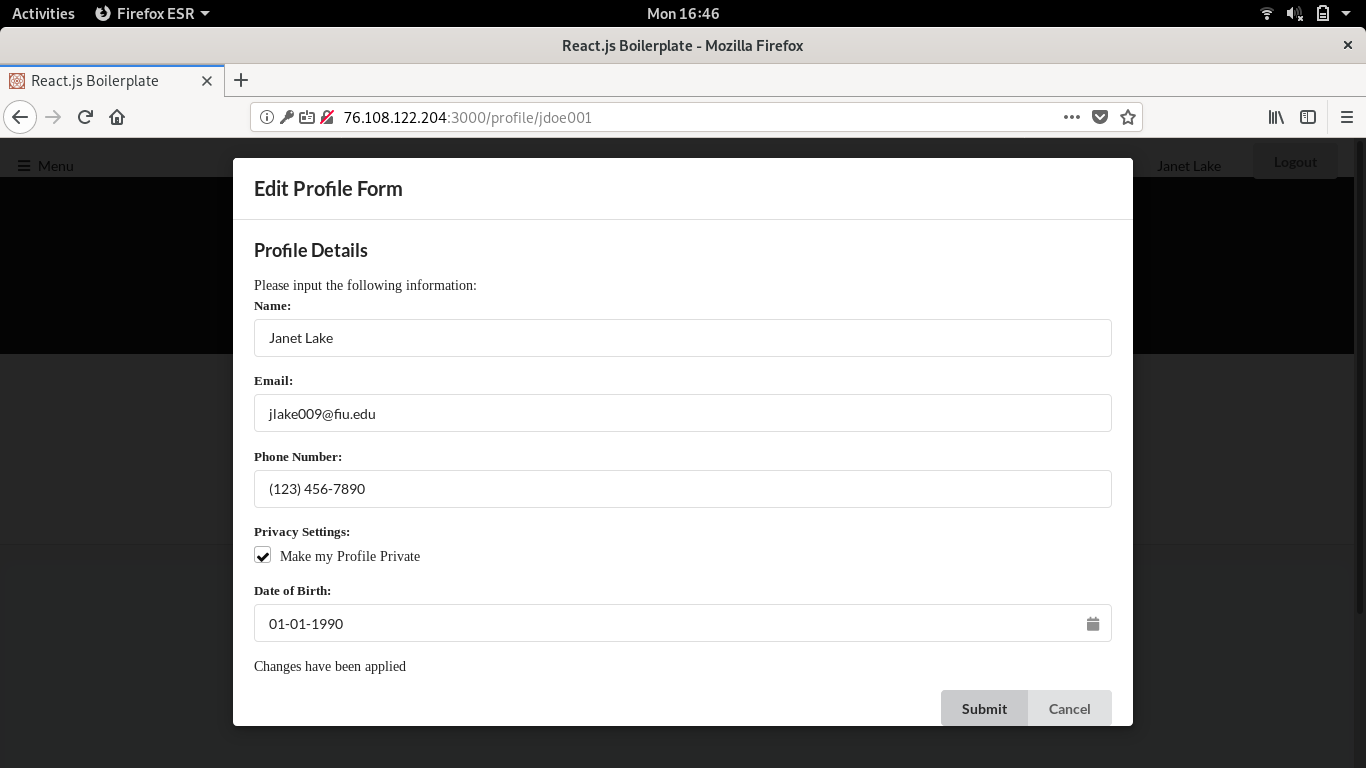 Activities Firefox ESR Mon 16:46
React.js Boilerplate - Mozilla Firefox
React.js Boilerplate
76.108.122.204:3000/profile/jdoe001
Menu Janet Lake Logout
Edit Profile Form
Profile Details
Please input the following information:
Name:
Janet Lake
Email:
jlake009@fiu.edu
Phone Number:
(123) 456-7890
Privacy Settings:
Make my Profile Private
Date of Birth:
01-01-1990
Changes have been applied
Submit Cancel